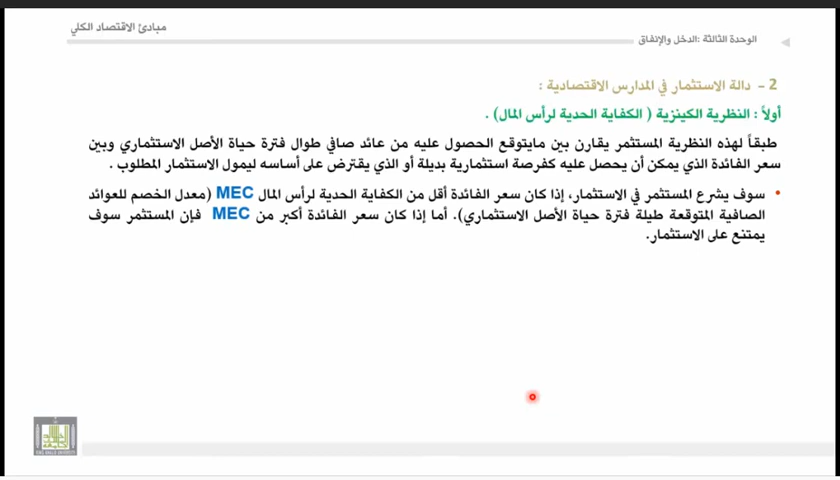 مبادئ الاقتصاد الكلي
الوحدة الثالثة :الدخل والإنفاق
2 - دالة الاستثمار في المدارس الاقتصادية :
أولاً : النظرية الكينزية ( الكفاية الحدية لرأس المال) .
طبقاً لهذه النظرية المستثمر يقارن بين مايتوقع الحصول عليه من عائد صافي طوال فترة حياة الأصل الاستثماري وبين
سعر الفائدة الذي يمكن أن يحصل عليه كفرصة استثمارية بديلة أو الذي يقترض على أساسه ليمول الاستثمار المطلوب .
• سوف يشرع المستثمر في الاستثمار، إذا كان سعر الفائدة أقل من الكفاية الحدية لرأس المال MEC (معدل الخصم للعوائد
الصافية المتوقعة طيلة فترة حياة الأصل الاستثماري). أما إذا كان سعر الفائدة أكبر من MEC فإن المستثمر سوف
يمتنع على الاستثمار.